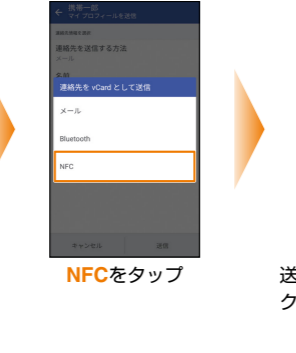 ← 携帯一郎
マイプロフィールを送信
連絡先を送信する方法
メール
名前
連絡先を vCard として送信
メール
Bluetooth
NFC
キャンセル 送信
NFCをタップ
送
ク